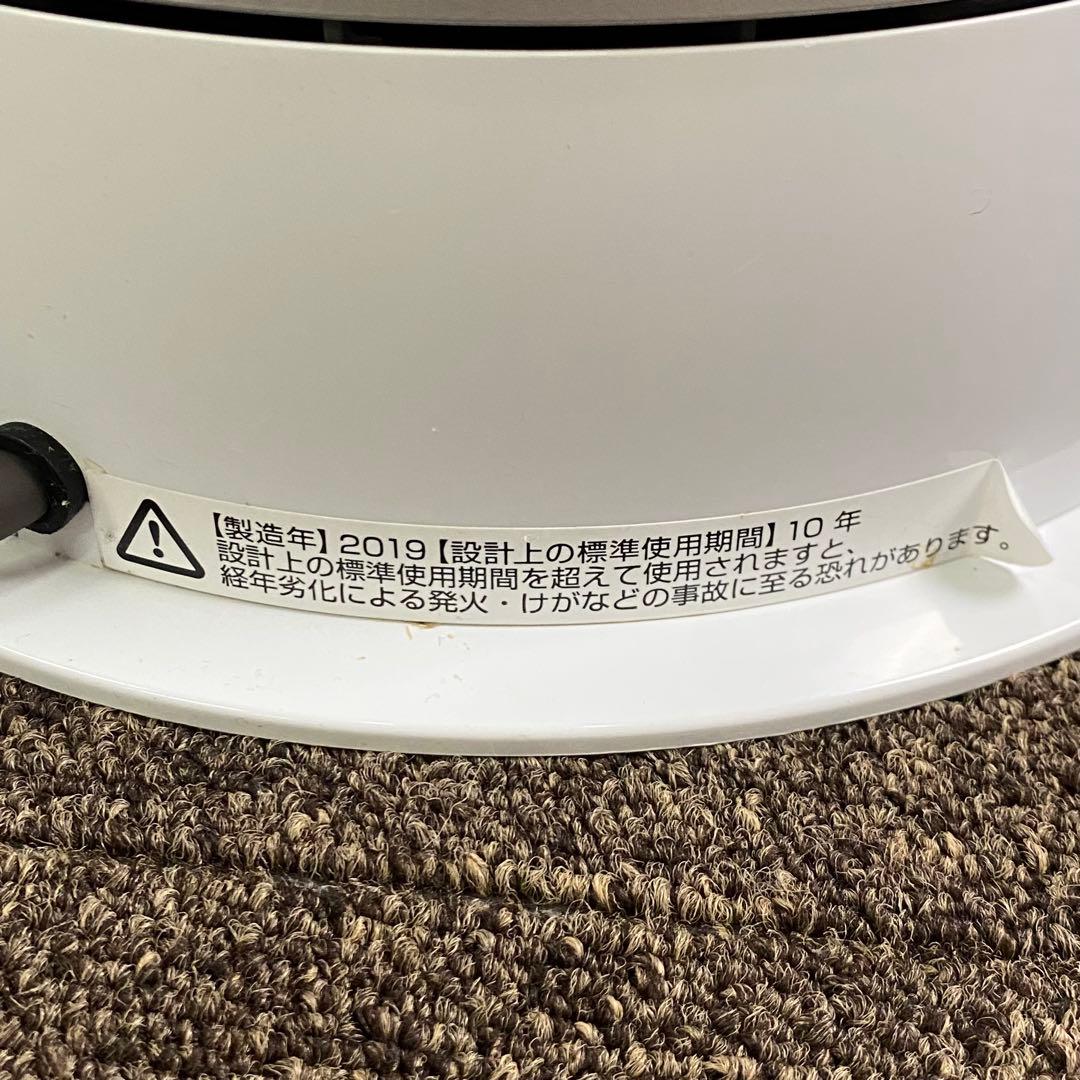 【製造年】2019【設計上の標準使用期間】10 年
設計上の標準使用期間を超えて使用されますと、
経年劣化による発火・けがなどの事故に至る恐れがあります。